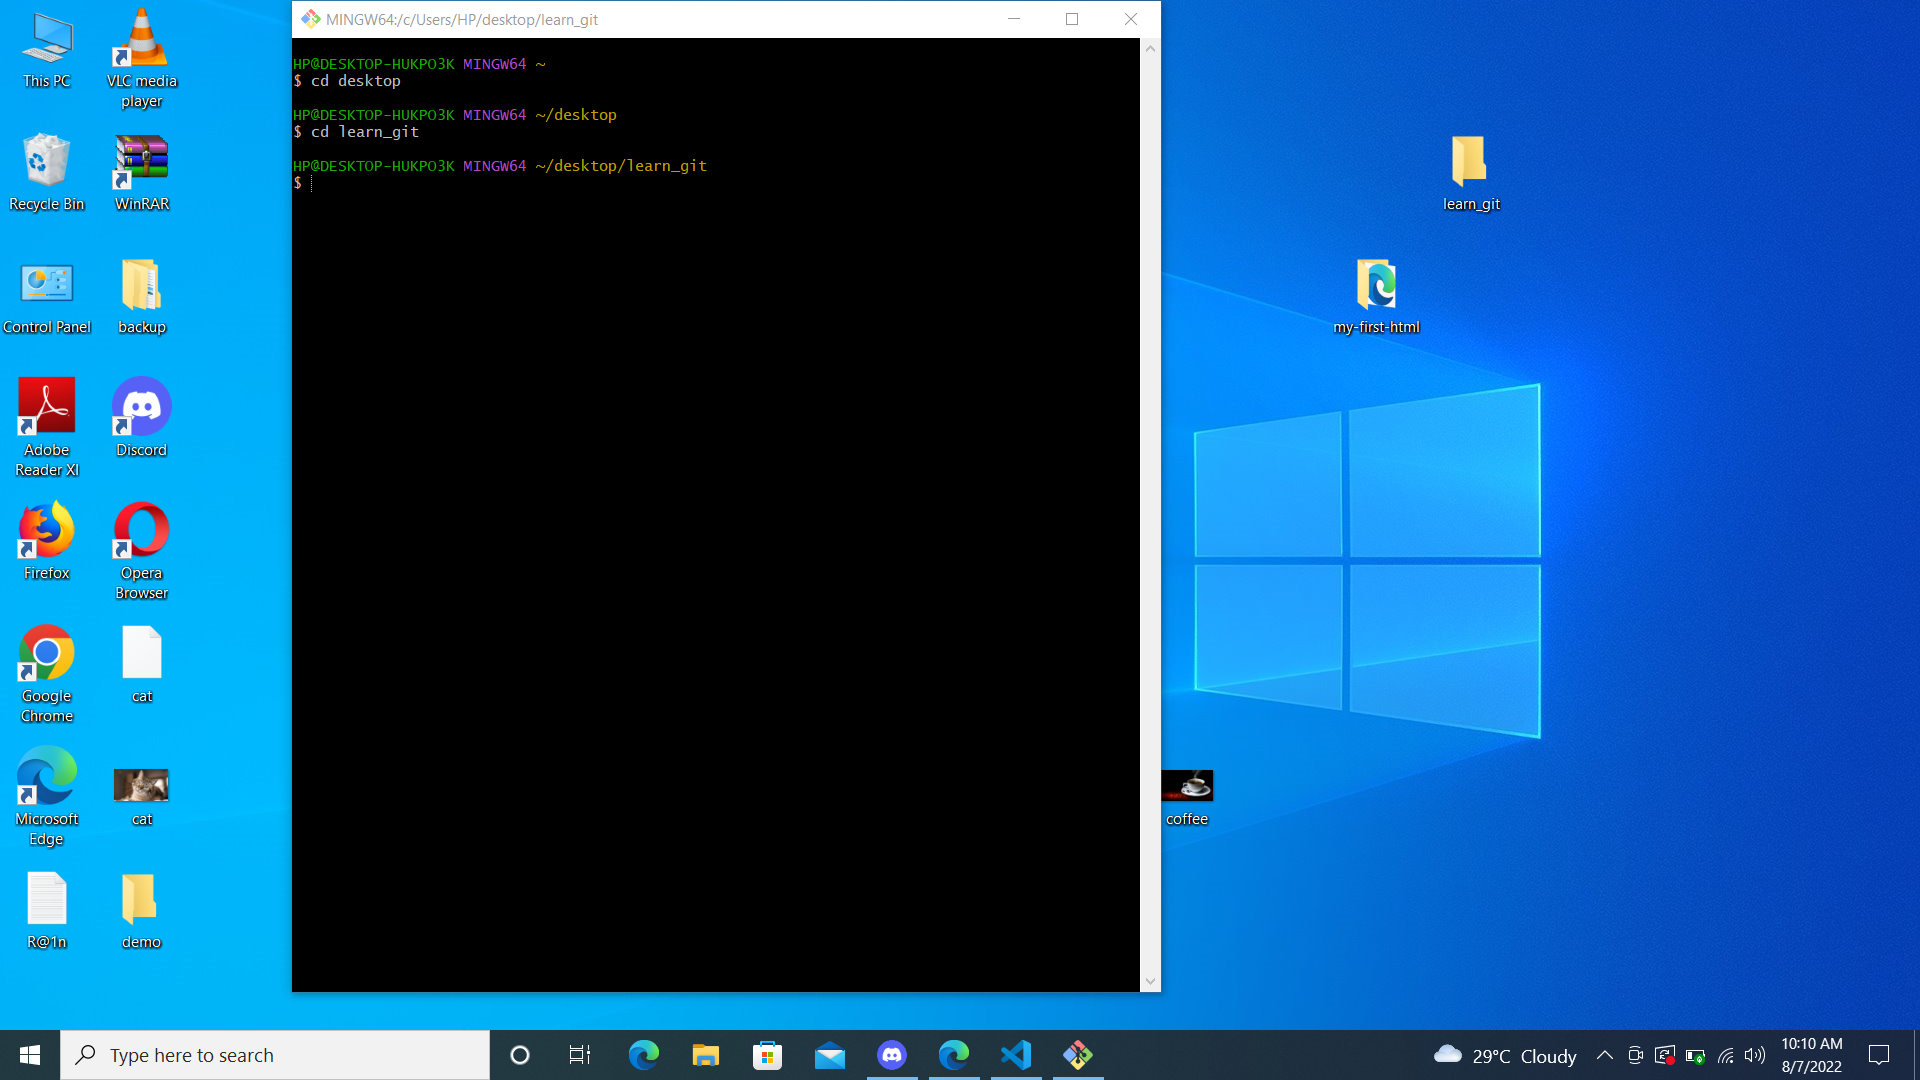 MINGW64:/c/Users/HP/desktop/learn_git
HP@DESKTOP-HUKPO3K MINGW64 ~
$ cd desktop
HP@DESKTOP-HUKPO3K MINGW64 ~/desktop
$ cd learn_git
HP@DESKTOP-HUKPO3K MINGW64 ~/desktop/learn_git
$
This PC
VLC media
player
Recycle Bin
WinRAR
Control Panel
backup
Adobe
Reader XI
Discord
Firefox
Opera
Browser
Google
Chrome
cat
Microsoft
Edge
cat
R@1n
demo
learn_git
my-first-html
coffee
Type here to search
29°C Cloudy
10:10 AM
8/7/2022